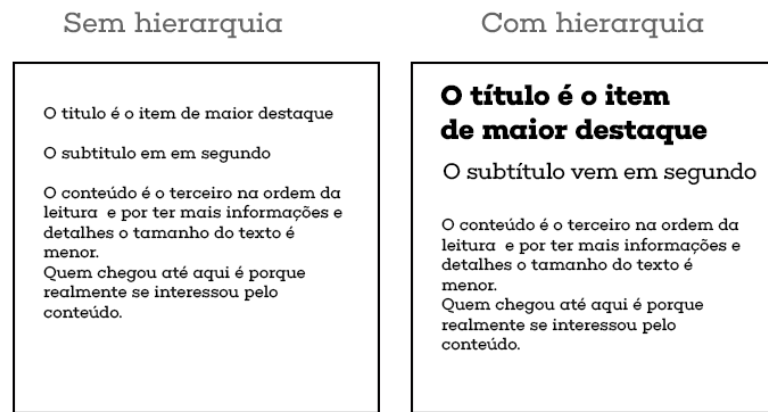 Sem hierarquia
O titulo é o item de maior destaque
O subtitulo em em segundo
O conteúdo é o terceiro na ordem da
leitura e por ter mais informações e
detalhes o tamanho do texto é
menor.
Quem chegou até aqui é porque
realmente se interessou pelo
conteúdo.
Com hierarquia
O título é o item
de maior destaque
O subtítulo vem em segundo
O conteúdo é o terceiro na ordem da
leitura e por ter mais informações e
detalhes o tamanho do texto é
menor.
Quem chegou até aqui é porque
realmente se interessou pelo
conteúdo.